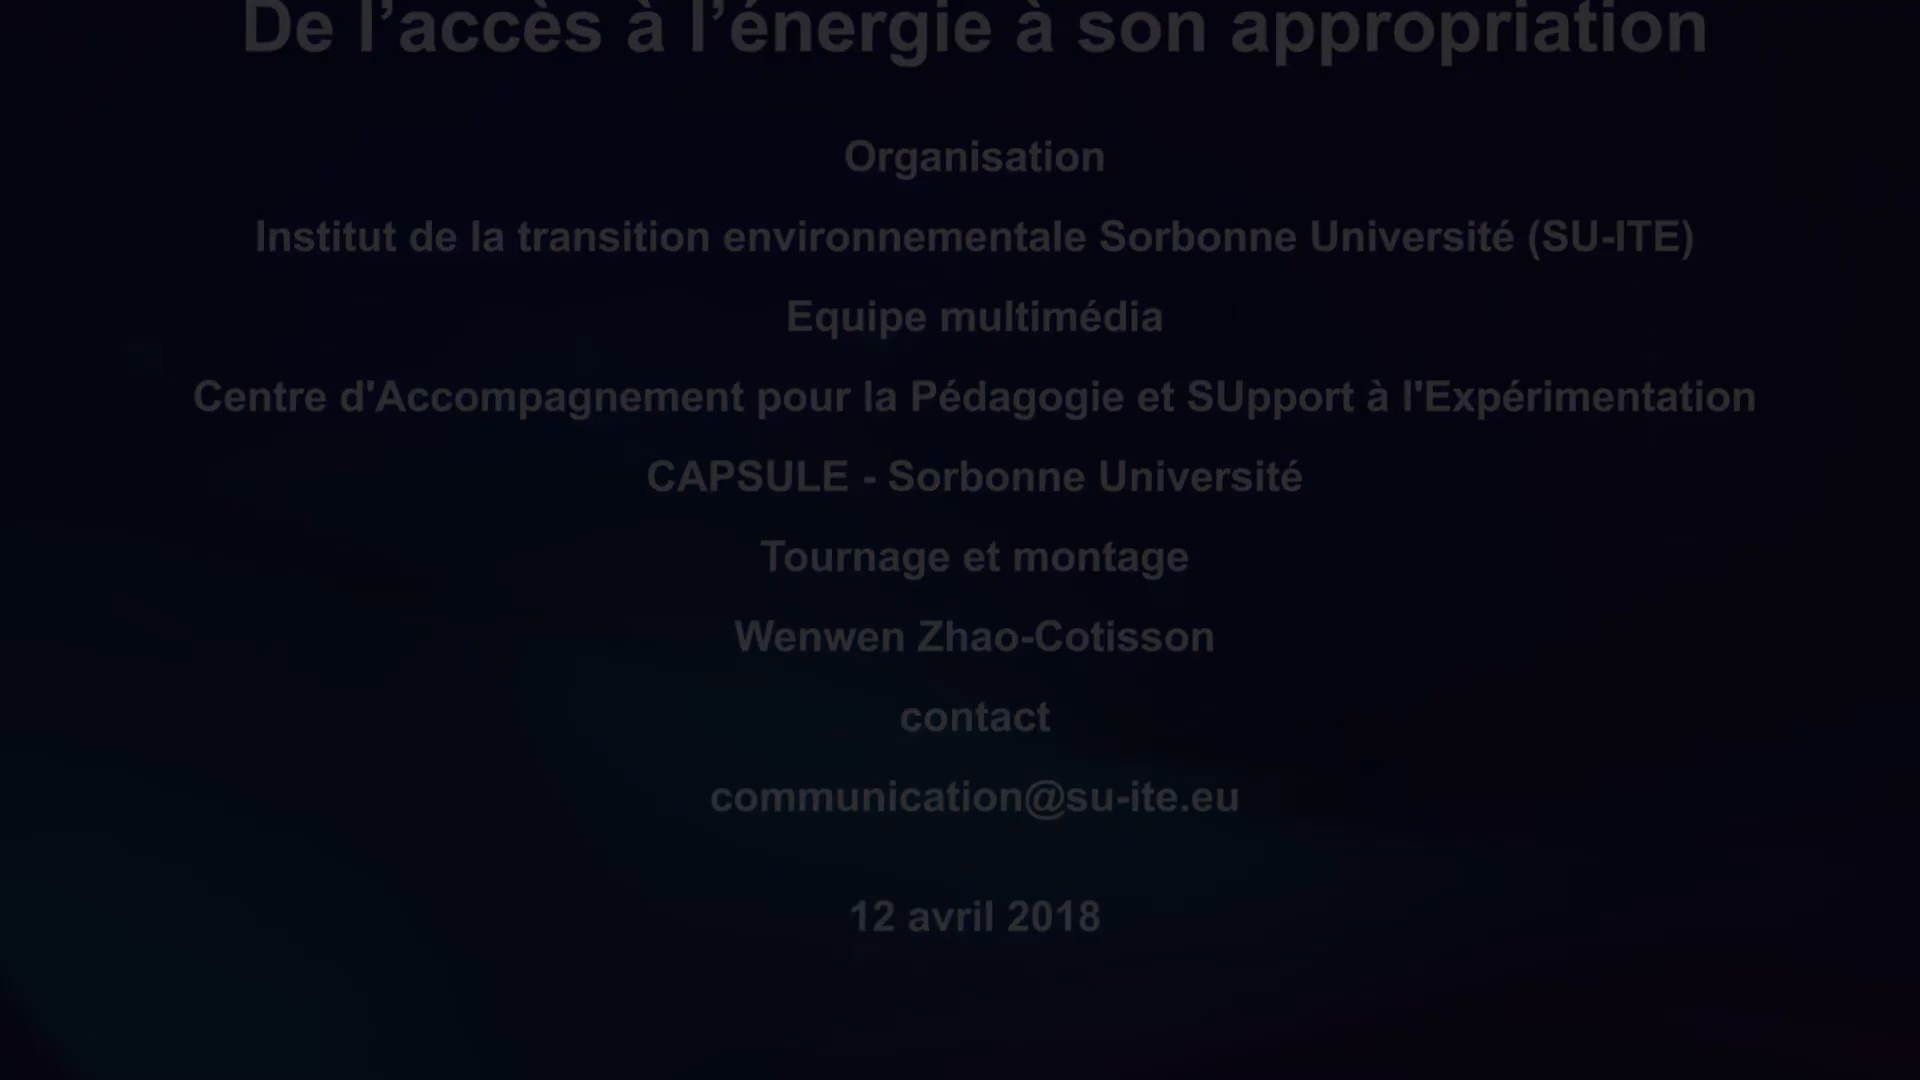 De l’accès à l’énergie à son appropriation
Organisation
Institut de la transition environnementale Sorbonne Université (SU-ITE)
Equipe multimédia
Centre d'Accompagnement pour la Pédagogie et SUpport à l'Expérimentation
CAPSULE - Sorbonne Université
Tournage et montage
Wenwen Zhao-Cotisson
contact
communication@su-ite.eu
12 avril 2018